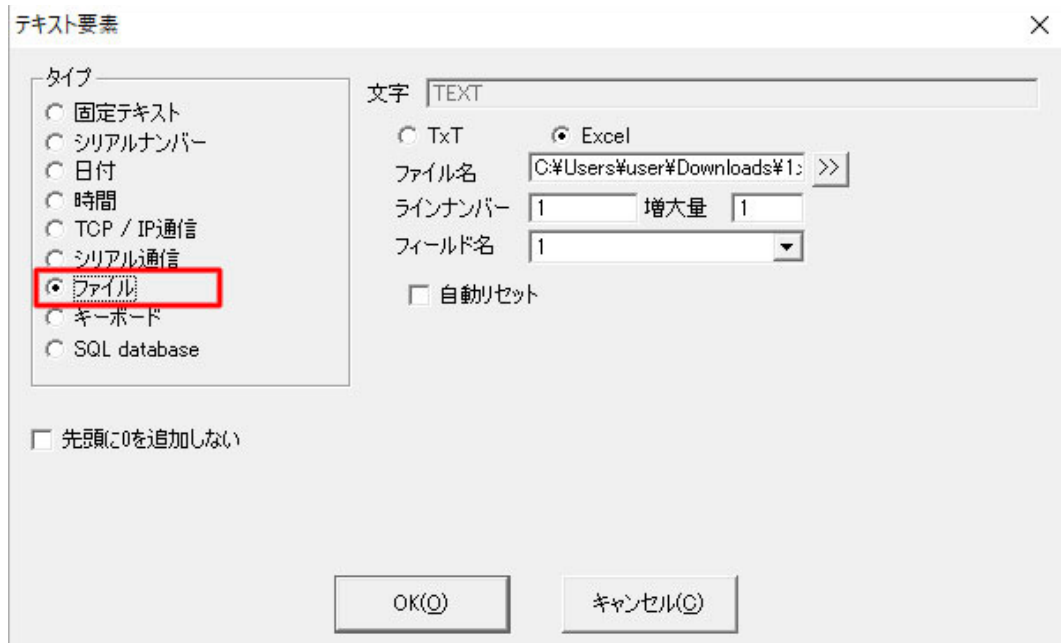 テキスト要素
タイプ
固定テキスト
シリアルナンバー
日付
時間
TCP / IP通信
シリアル通信
ファイル
キーボード
SQL database
先頭に0を追加しない
文字 TEXT
TxT Excel
ファイル名 C:¥Users¥user¥Downloads¥1: >>
ラインナンバー 1 増大量 1
フィールド名 1
自動リセット
OK(O) キャンセル(C)